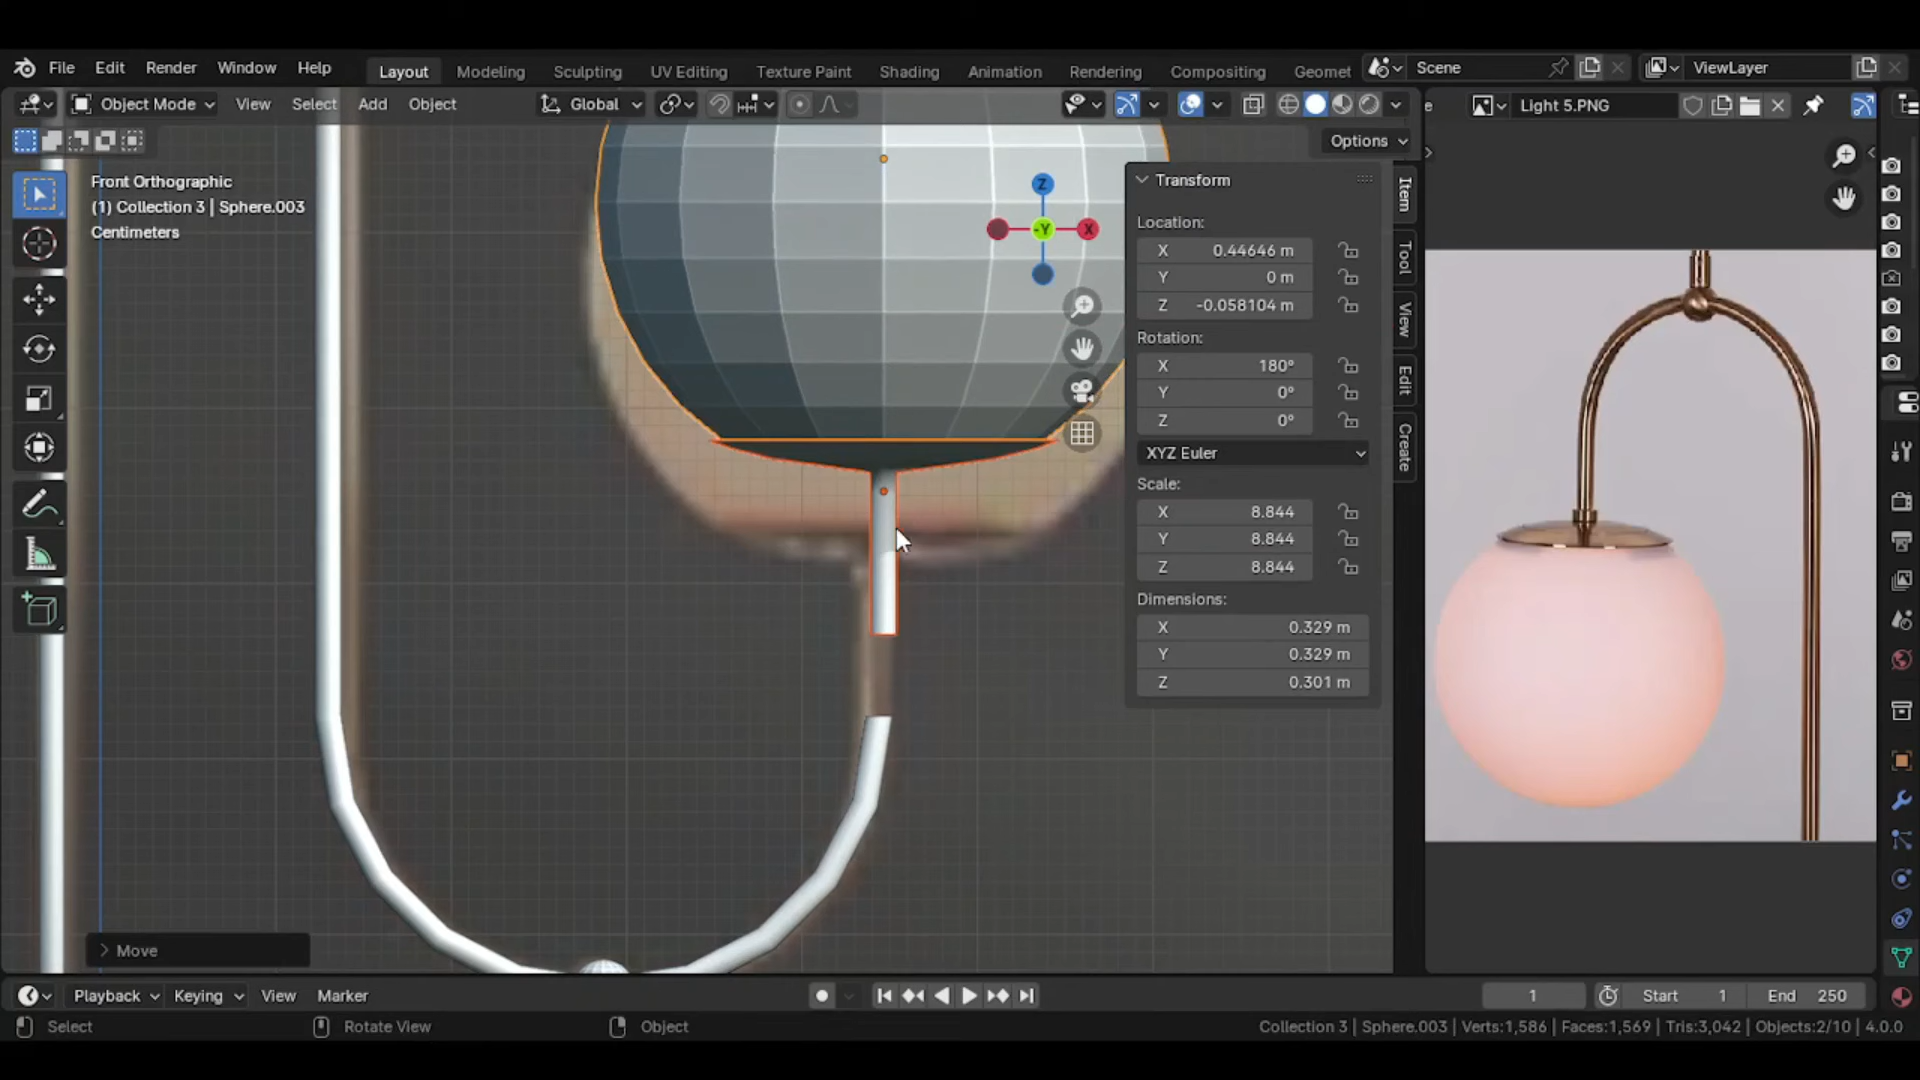 File Edit Render Window Help Layout Modeling Sculpting UV Editing Texture Paint Shading Animation Rendering Compositing Geomet Scene ViewLayer
Object Mode View Select Add Object Global e Light 5.PNG
Options
Front Orthographic
(1) Collection 3 | Sphere.003
Centimeters
Z
-Y
X
Transform
Location:
X 0.44646 m
Y 0 m
Z -0.058104 m
Rotation:
X 180°
Y 0°
Z 0°
XYZ Euler
Scale:
X 8.844
Y 8.844
Z 8.844
Dimensions:
X 0.329 m
Y 0.329 m
Z 0.301 m
Item
Tool
View
Edit
Create
Move
Playback Keying View Marker 1 Start 1 End 250
Select Rotate View Object Collection 3 | Sphere.003 | Verts:1,586 | Faces:1,569 | Tris:3,042 | Objects:2/10 | 4.0.0